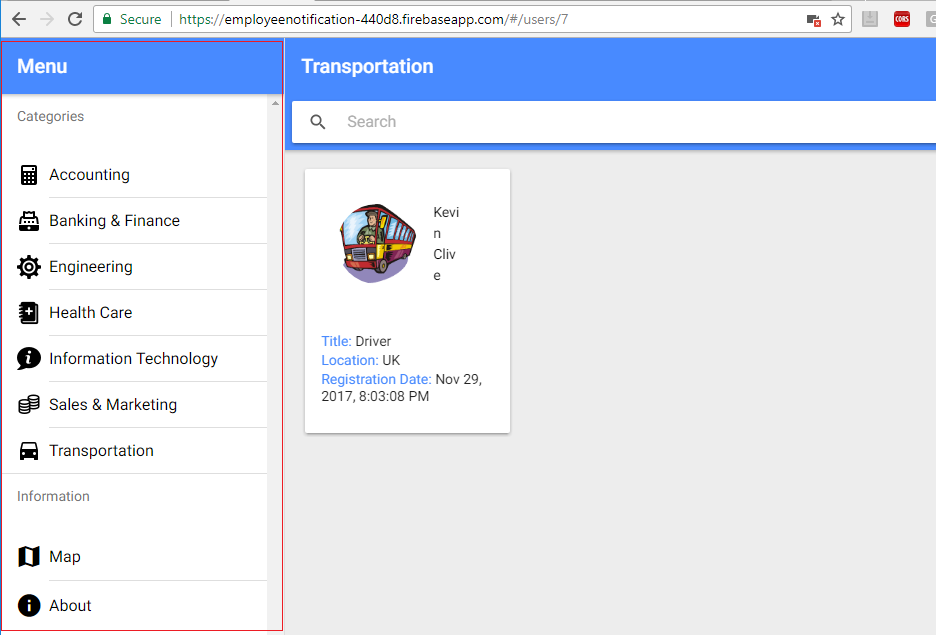 Secure https://employeenotification-440d8.firebaseapp.com/#/users/7
CORS
G
Menu
Categories
Accounting
Banking & Finance
Engineering
Health Care
Information Technology
Sales & Marketing
Transportation
Information
Map
About
Transportation
Search
Kevi
n
Cliv
e
Title: Driver
Location: UK
Registration Date: Nov 29,
2017, 8:03:08 PM